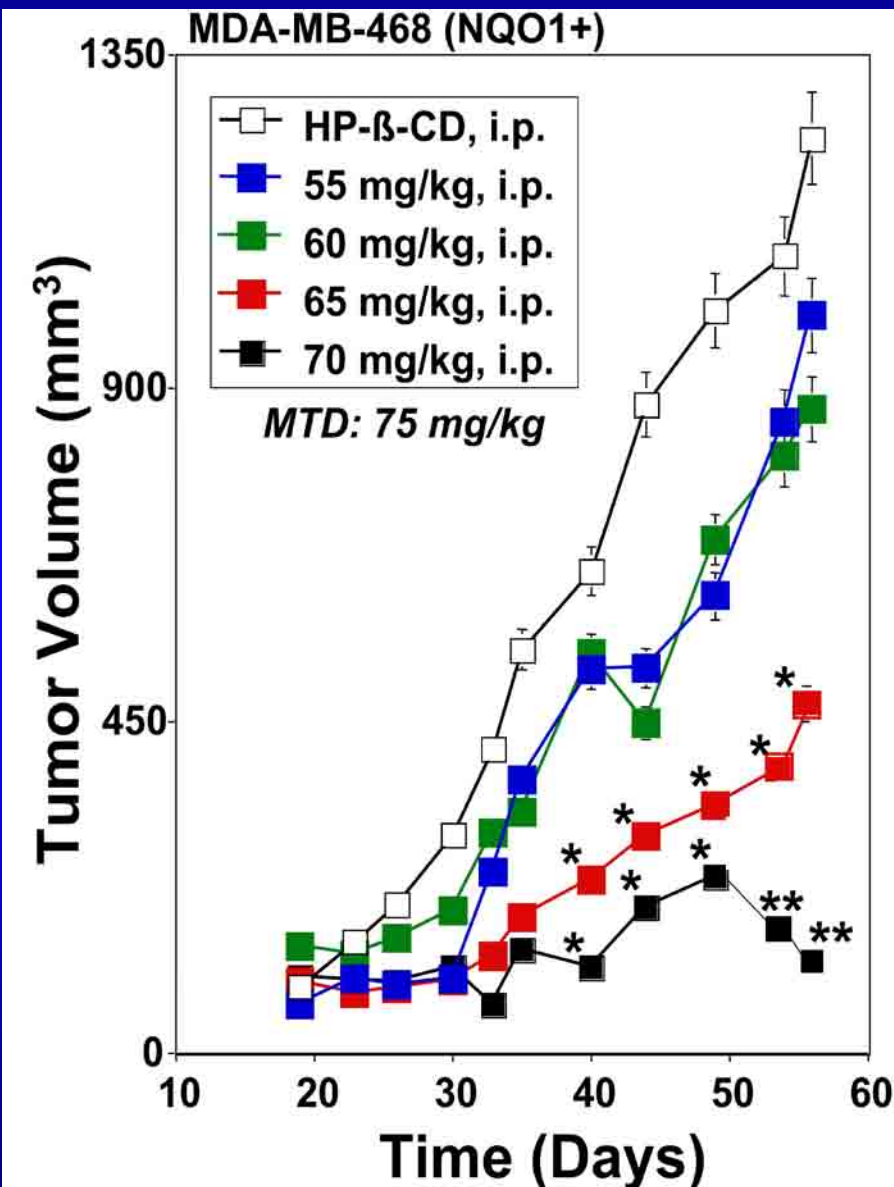 MDA-MB-468 (NQO1+)
1350
HP-ß-CD, i.p.
55 mg/kg, i.p.
60 mg/kg, i.p.
65 mg/kg, i.p.
70 mg/kg, i.p.
900
MTD: 75 mg/kg
Tumor Volume (mm³)
450
*
*
*
*
*
*
*
*
**
**
0
10 20 30 40 50 60
Time (Days)